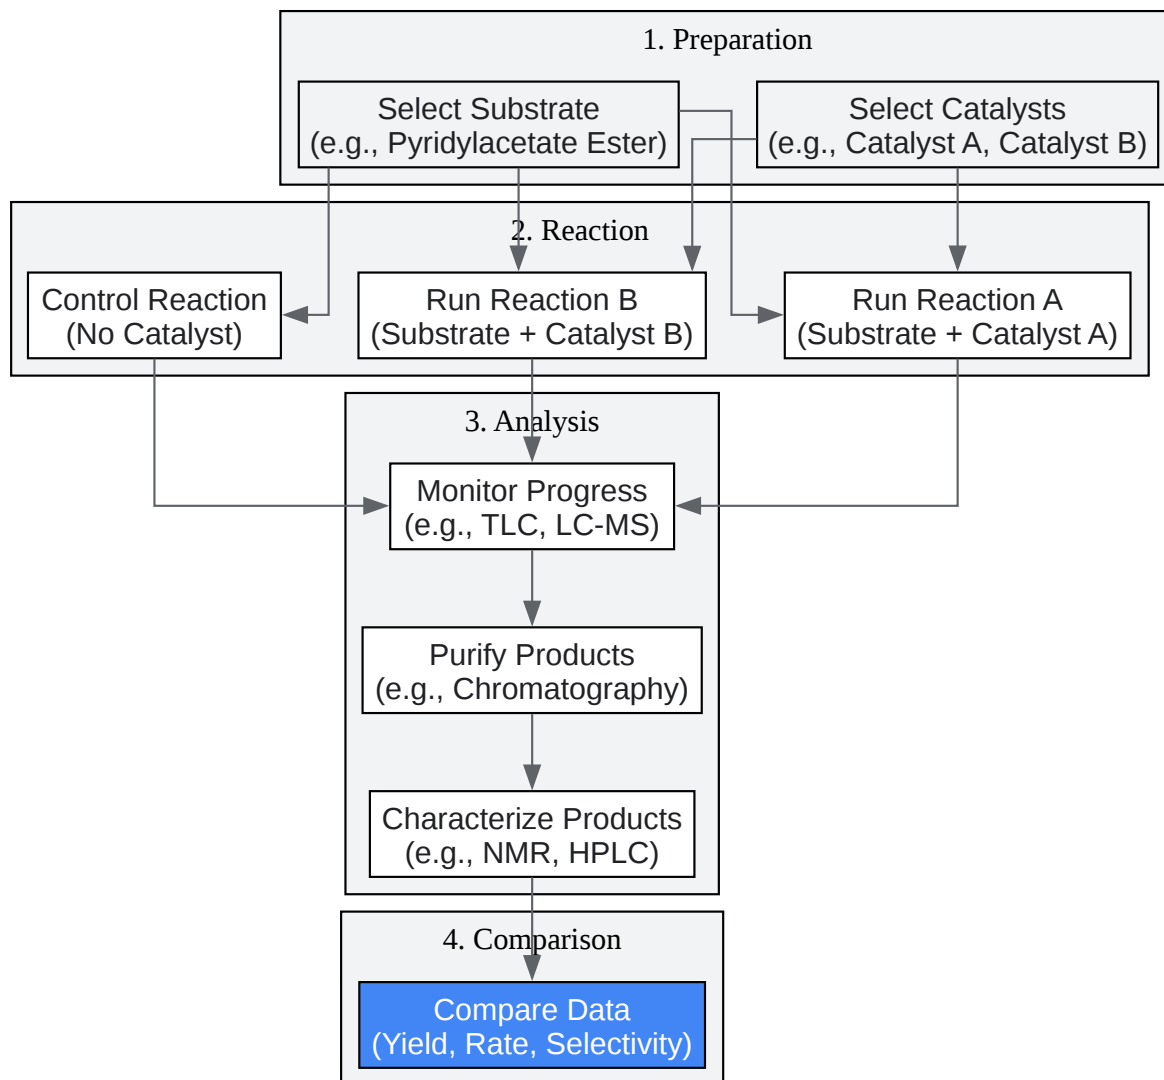 1. Preparation
Select Substrate
(e.g., Pyridylacetate Ester)
Select Catalysts
(e.g., Catalyst A, Catalyst B)
2. Reaction
Control Reaction
(No Catalyst)
Run Reaction B
(Substrate + Catalyst B)
Run Reaction A
(Substrate + Catalyst A)
3. Analysis
Monitor Progress
(e.g., TLC, LC-MS)
Purify Products
(e.g., Chromatography)
Characterize Products
(e.g., NMR, HPLC)
4. Comparison
Compare Data
(Yield, Rate, Selectivity)